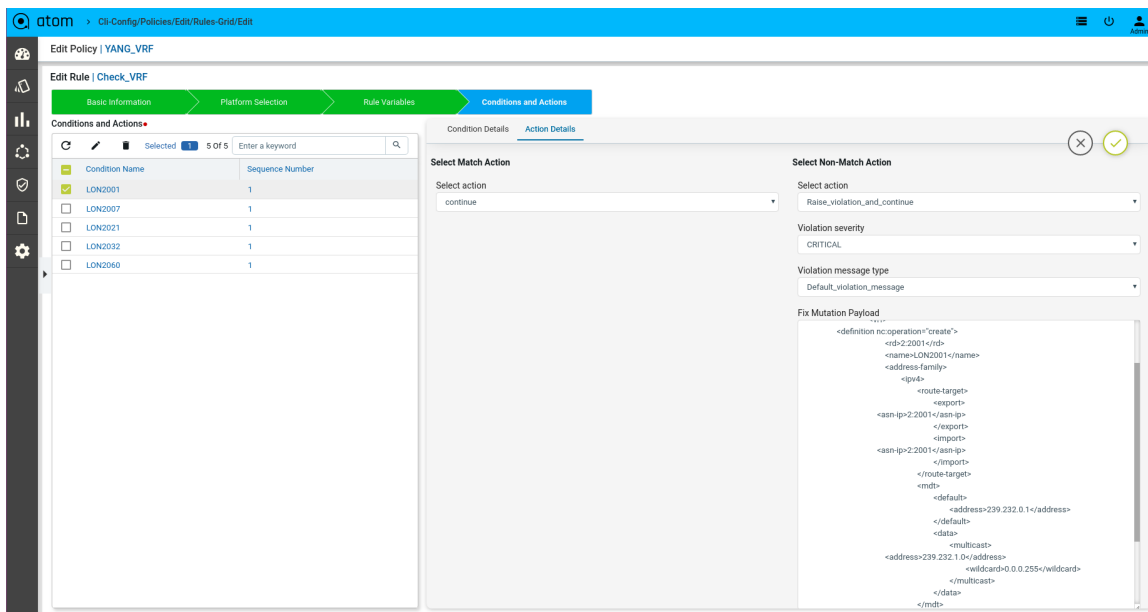 atom > Cli-Config/Policies/Edit/Rules-Grid/Edit
Admin
Edit Policy | YANG_VRF
Edit Rule | Check_VRF
Basic Information
Platform Selection
Rule Variables
Conditions and Actions
Conditions and Actions
Selected 1 5 Of 5 Enter a keyword
Condition Name Sequence Number
LON2001 1
LON2007 1
LON2021 1
LON2032 1
LON2060 1
Condition Details Action Details
Select Match Action
Select action
continue
Select Non-Match Action
Select action
Raise_violation_and_continue
Violation severity
CRITICAL
Violation message type
Default_violation_message
Fix Mutation Payload
<definition nc:operation="create">
<rd>2:2001</rd>
<name>LON2001</name>
<address-family>
<ipv4>
<route-target>
<export>
<asn-ip>2:2001</asn-ip>
</export>
<import>
<asn-ip>2:2001</asn-ip>
</import>
</route-target>
<mdt>
<default>
<address>239.232.0.1</address>
</default>
<data>
<multicast>
<address>239.232.1.0</address>
<wildcard>0.0.0.255</wildcard>
</multicast>
</data>
</mdt>